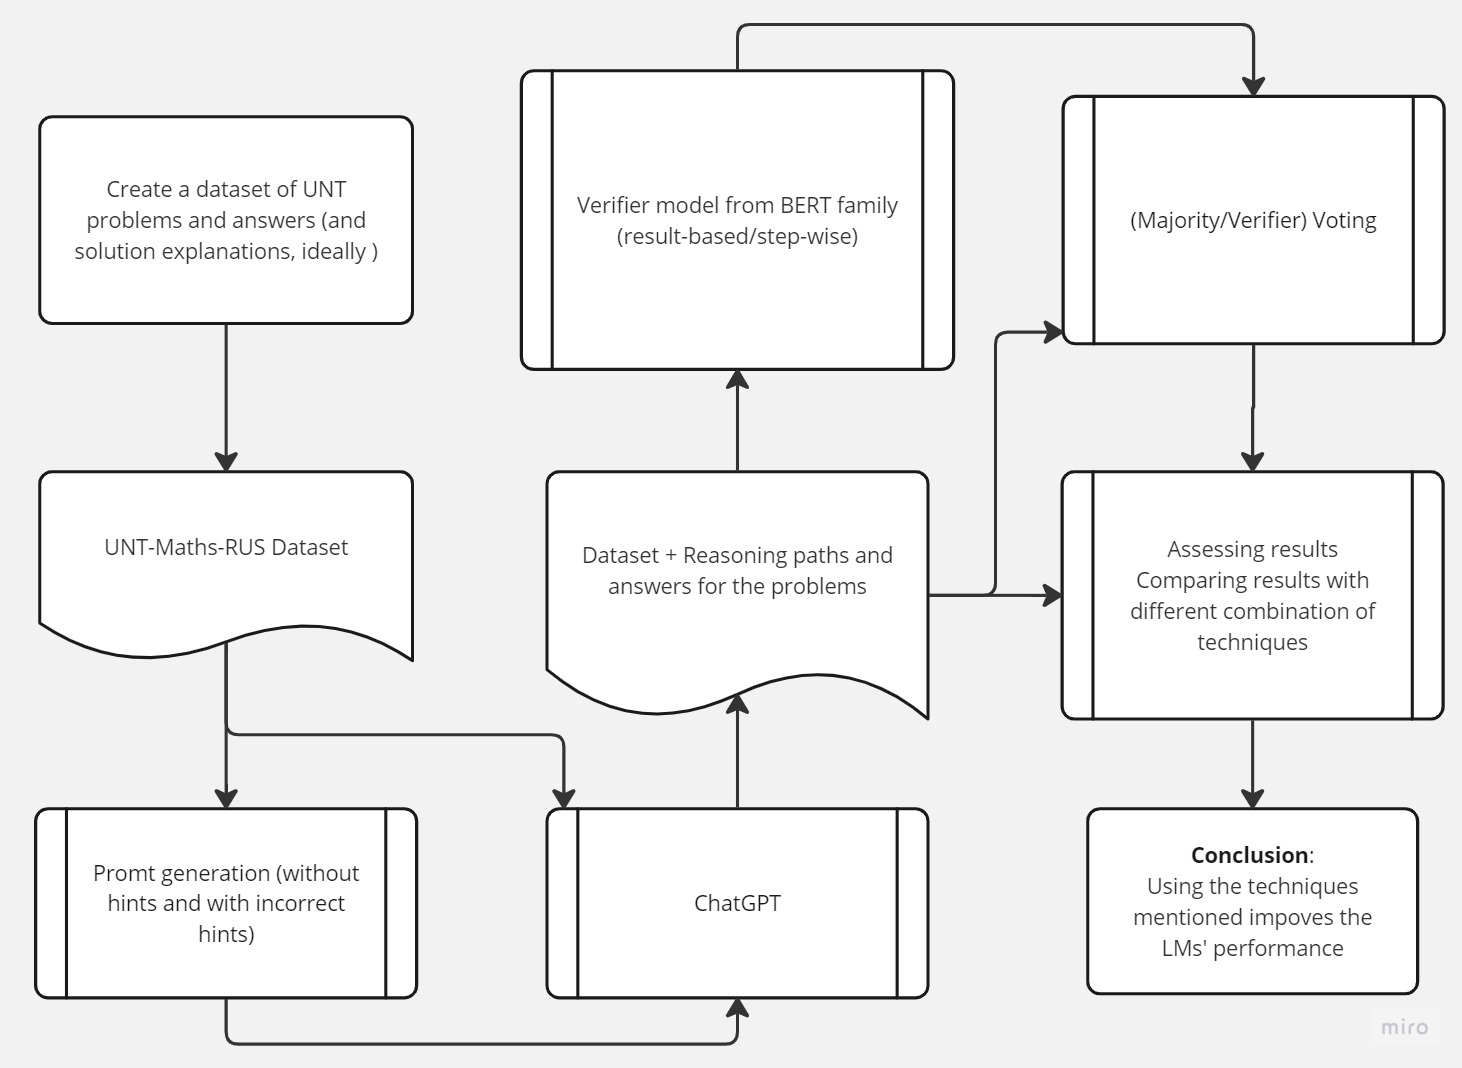 Create a dataset of UNT
problems and answers (and
solution explanations, ideally )
UNT-Maths-RUS Dataset
Promt generation (without
hints and with incorrect
hints)
ChatGPT
Dataset + Reasoning paths and
answers for the problems
Verifier model from BERT family
(result-based/step-wise)
(Majority/Verifier) Voting
Assessing results
Comparing results with
different combination of
techniques
Conclusion:
Using the techniques
mentioned impoves the
LMs' performance
miro